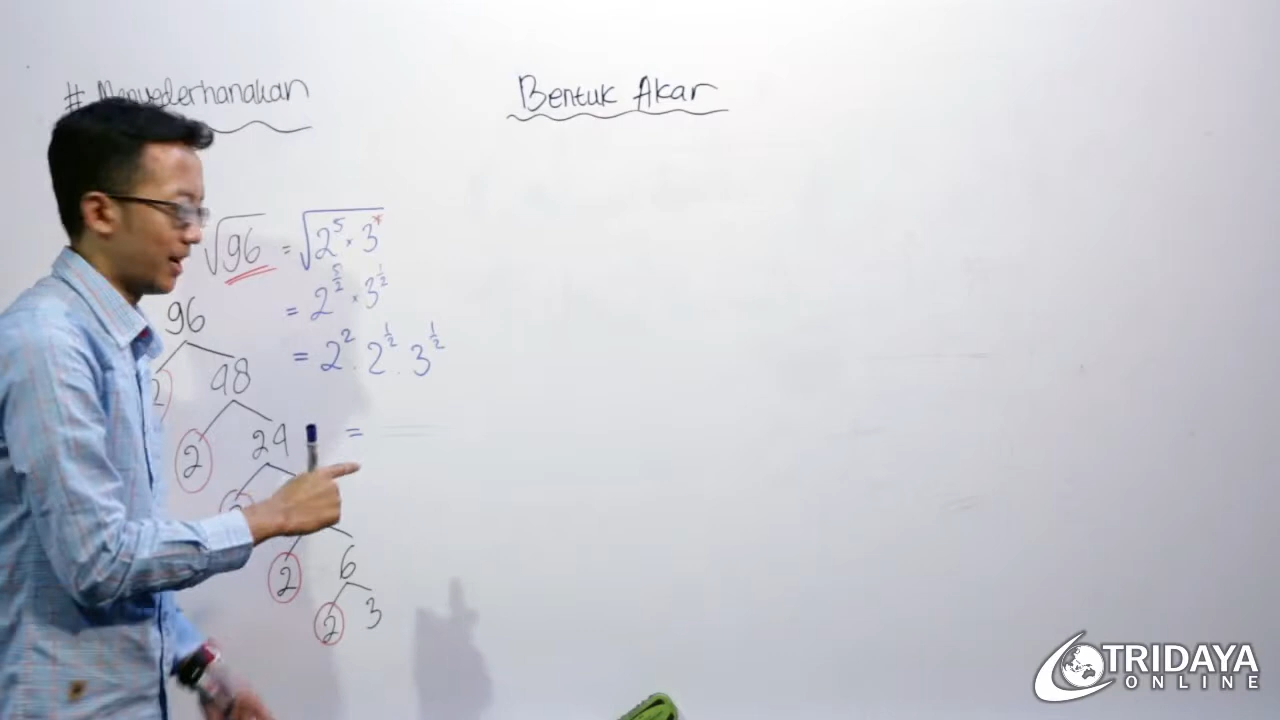 # Menyederhanakan
Bentuk Akar
√96 = √2⁵ × 3ˣ
= 2^(5/2) × 3^(1/2)
= 2² . 2^(1/2) . 3^(1/2)
=
96
2 48
2 24
2 6
2 3
TRIDAYA
ONLINE